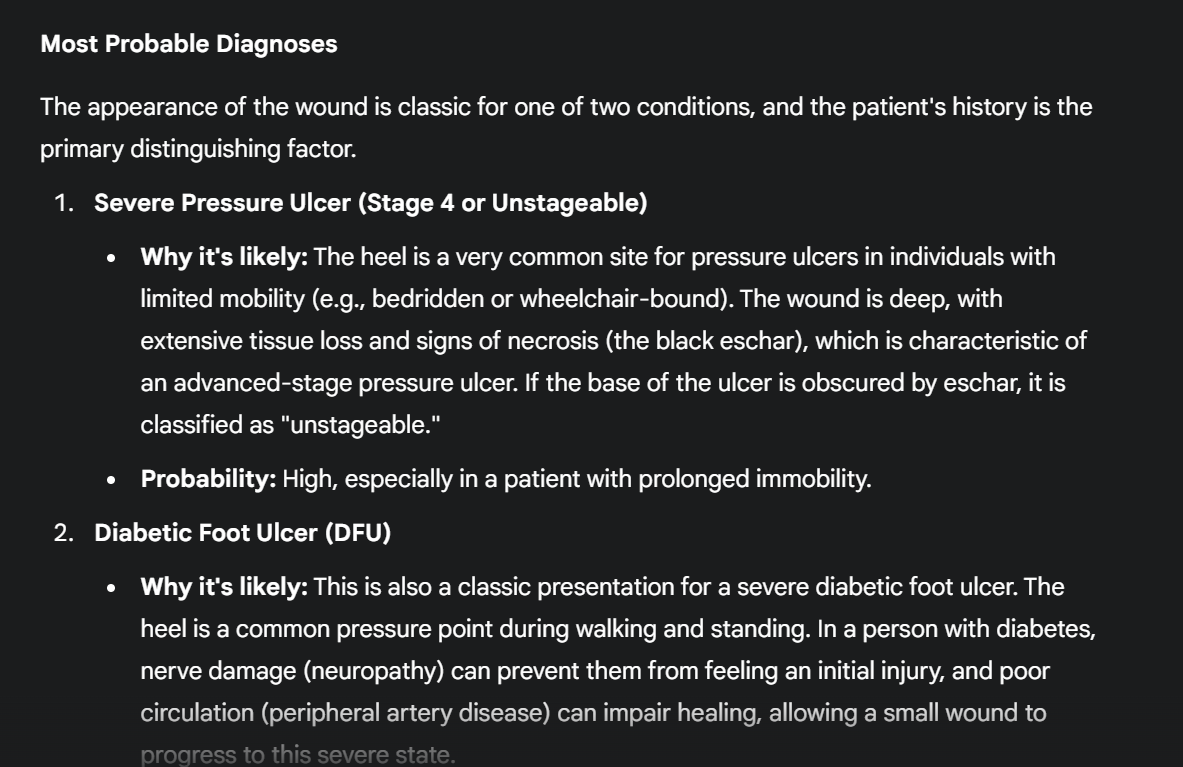 Most Probable Diagnoses
The appearance of the wound is classic for one of two conditions, and the patient's history is the
primary distinguishing factor.
1. Severe Pressure Ulcer (Stage 4 or Unstageable)
• Why it's likely: The heel is a very common site for pressure ulcers in individuals with
limited mobility (e.g., bedridden or wheelchair-bound). The wound is deep, with
extensive tissue loss and signs of necrosis (the black eschar), which is characteristic of
an advanced-stage pressure ulcer. If the base of the ulcer is obscured by eschar, it is
classified as "unstageable."
• Probability: High, especially in a patient with prolonged immobility.
2. Diabetic Foot Ulcer (DFU)
• Why it's likely: This is also a classic presentation for a severe diabetic foot ulcer. The
heel is a common pressure point during walking and standing. In a person with diabetes,
nerve damage (neuropathy) can prevent them from feeling an initial injury, and poor
circulation (peripheral artery disease) can impair healing, allowing a small wound to
progress to this severe state.